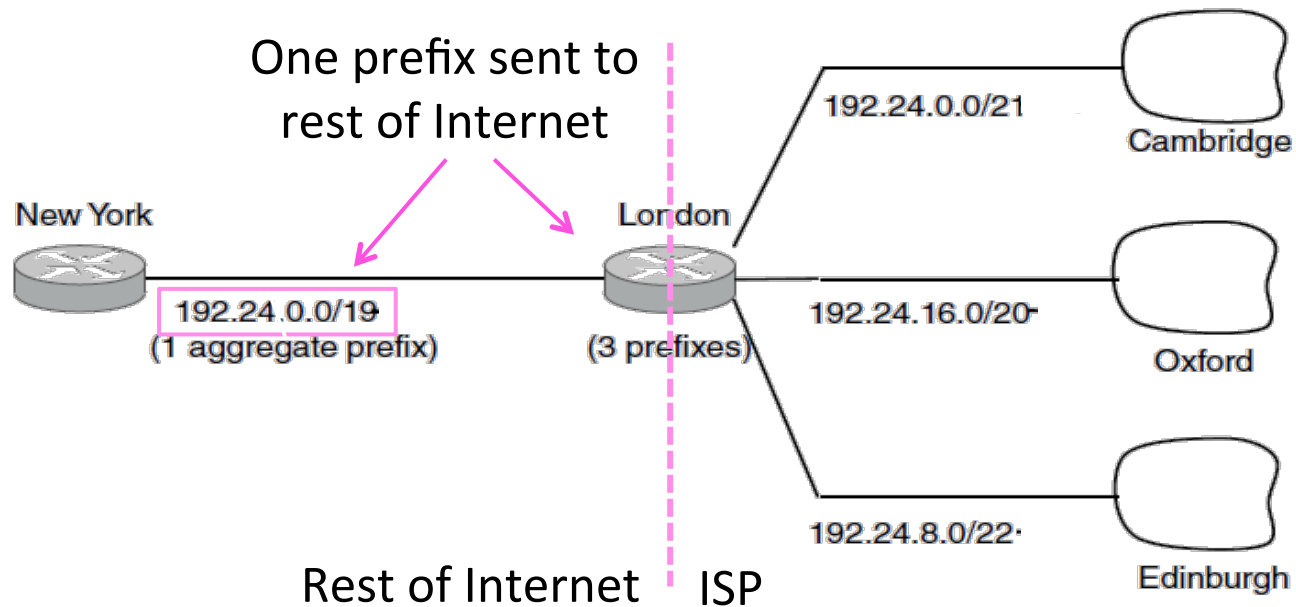 One prefix sent to
rest of Internet
New York
London
192.24.0.0/19
(1 aggregate prefix)
(3 prefixes)
192.24.0.0/21
Cambridge
192.24.16.0/20
Oxford
192.24.8.0/22
Edinburgh
Rest of Internet
ISP